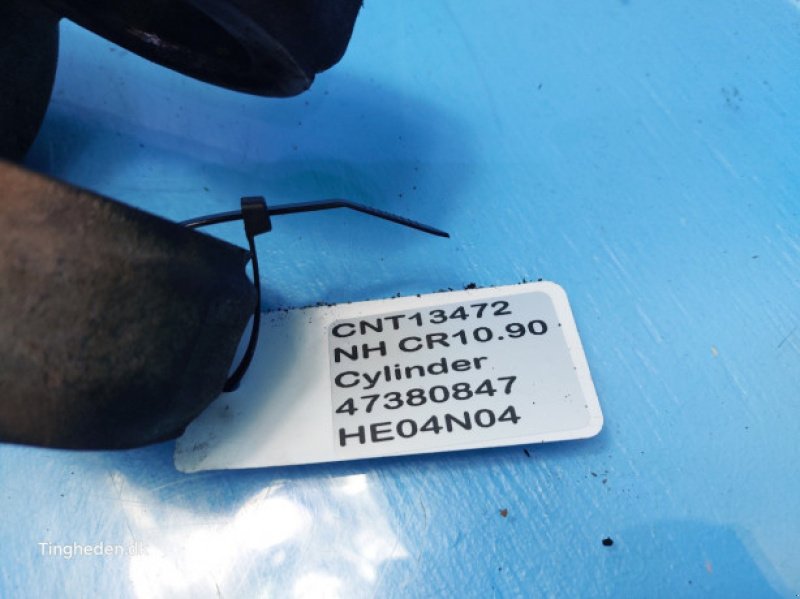 CNT13472
NH CR10.90
Cylinder
47380847
HE04N04
Tingheden.dk